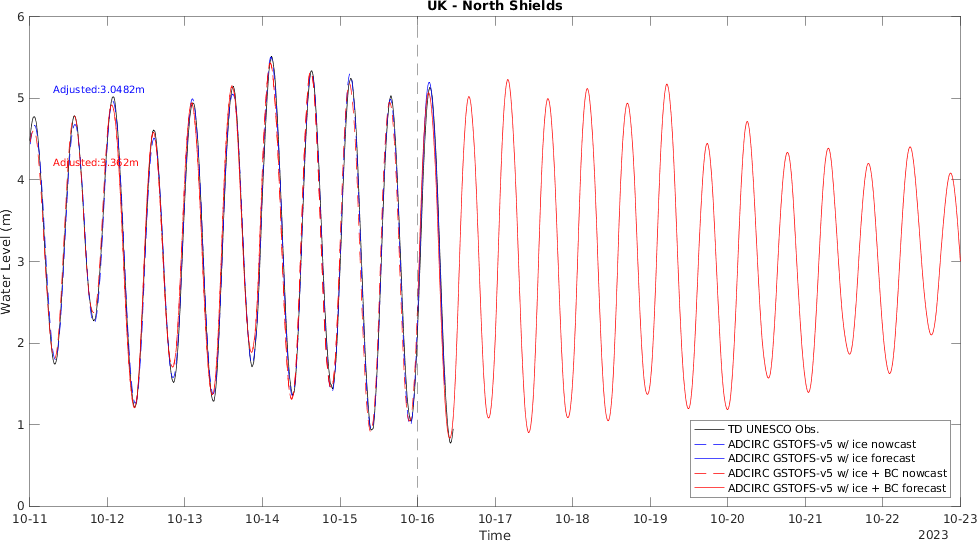 UK - North Shields
6
5
4
3
2
1
0
Water Level (m)
Adjusted:3.0482m
Adjusted:3.362m
TD UNESCO Obs.
ADCIRC GSTOFS-v5 w/ ice nowcast
ADCIRC GSTOFS-v5 w/ ice forecast
ADCIRC GSTOFS-v5 w/ ice + BC nowcast
ADCIRC GSTOFS-v5 w/ ice + BC forecast
10-11 10-12 10-13 10-14 10-15 10-16 10-17 10-18 10-19 10-20 10-21 10-22 10-23
Time
2023